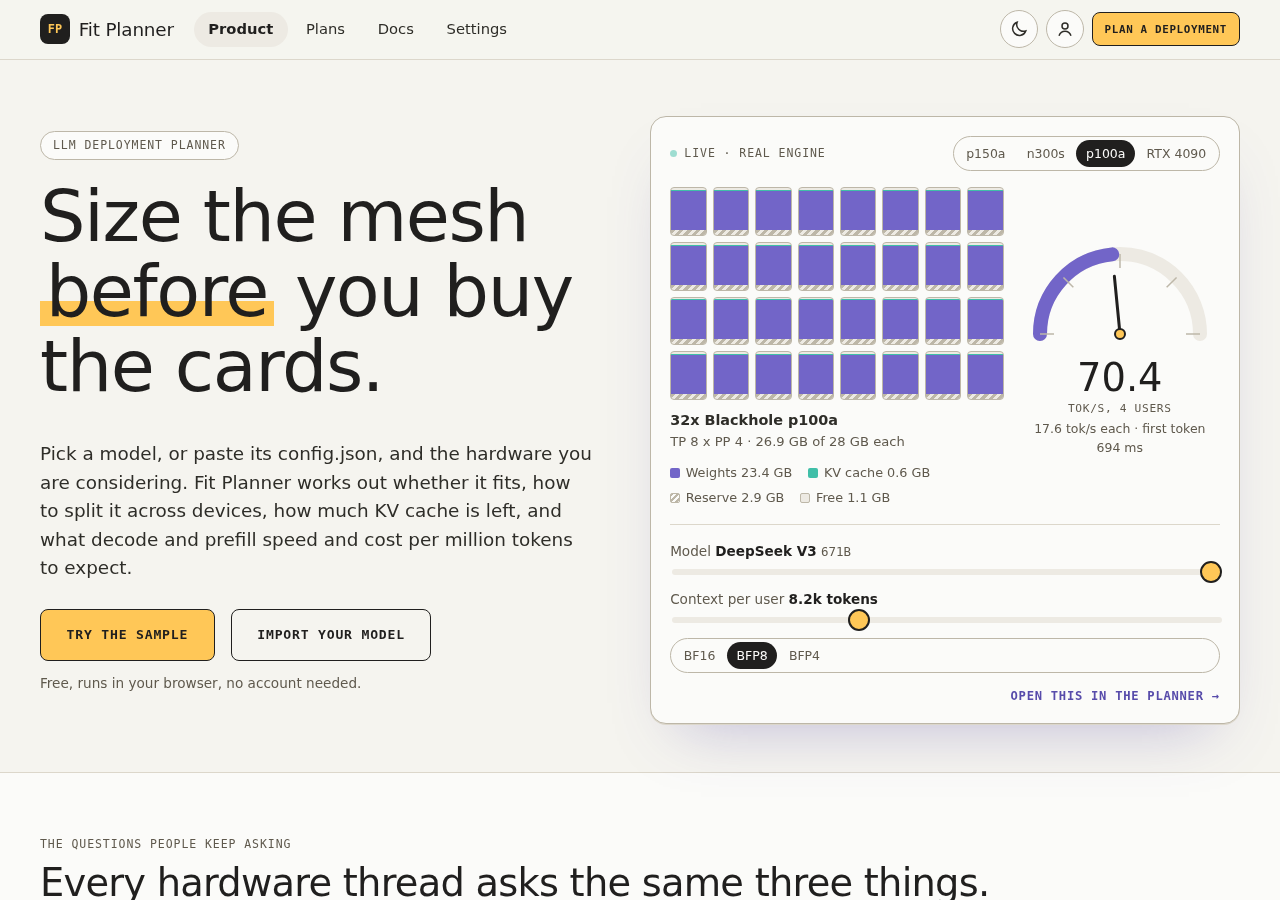 FP Fit Planner Product Plans Docs Settings PLAN A DEPLOYMENT
LLM DEPLOYMENT PLANNER
Size the mesh
before you buy
the cards.
Pick a model, or paste its config.json, and the hardware you
are considering. Fit Planner works out whether it fits, how
to split it across devices, how much KV cache is left, and
what decode and prefill speed and cost per million tokens
to expect.
TRY THE SAMPLE IMPORT YOUR MODEL
Free, runs in your browser, no account needed.
LIVE · REAL ENGINE p150a n300s p100a RTX 4090
32x Blackhole p100a
TP 8 x PP 4 · 26.9 GB of 28 GB each
Weights 23.4 GB KV cache 0.6 GB
Reserve 2.9 GB Free 1.1 GB
70.4
TOK/S, 4 USERS
17.6 tok/s each · first token
694 ms
Model DeepSeek V3 671B
Context per user 8.2k tokens
BF16 BFP8 BFP4
OPEN THIS IN THE PLANNER →
THE QUESTIONS PEOPLE KEEP ASKING
Every hardware thread asks the same three things.